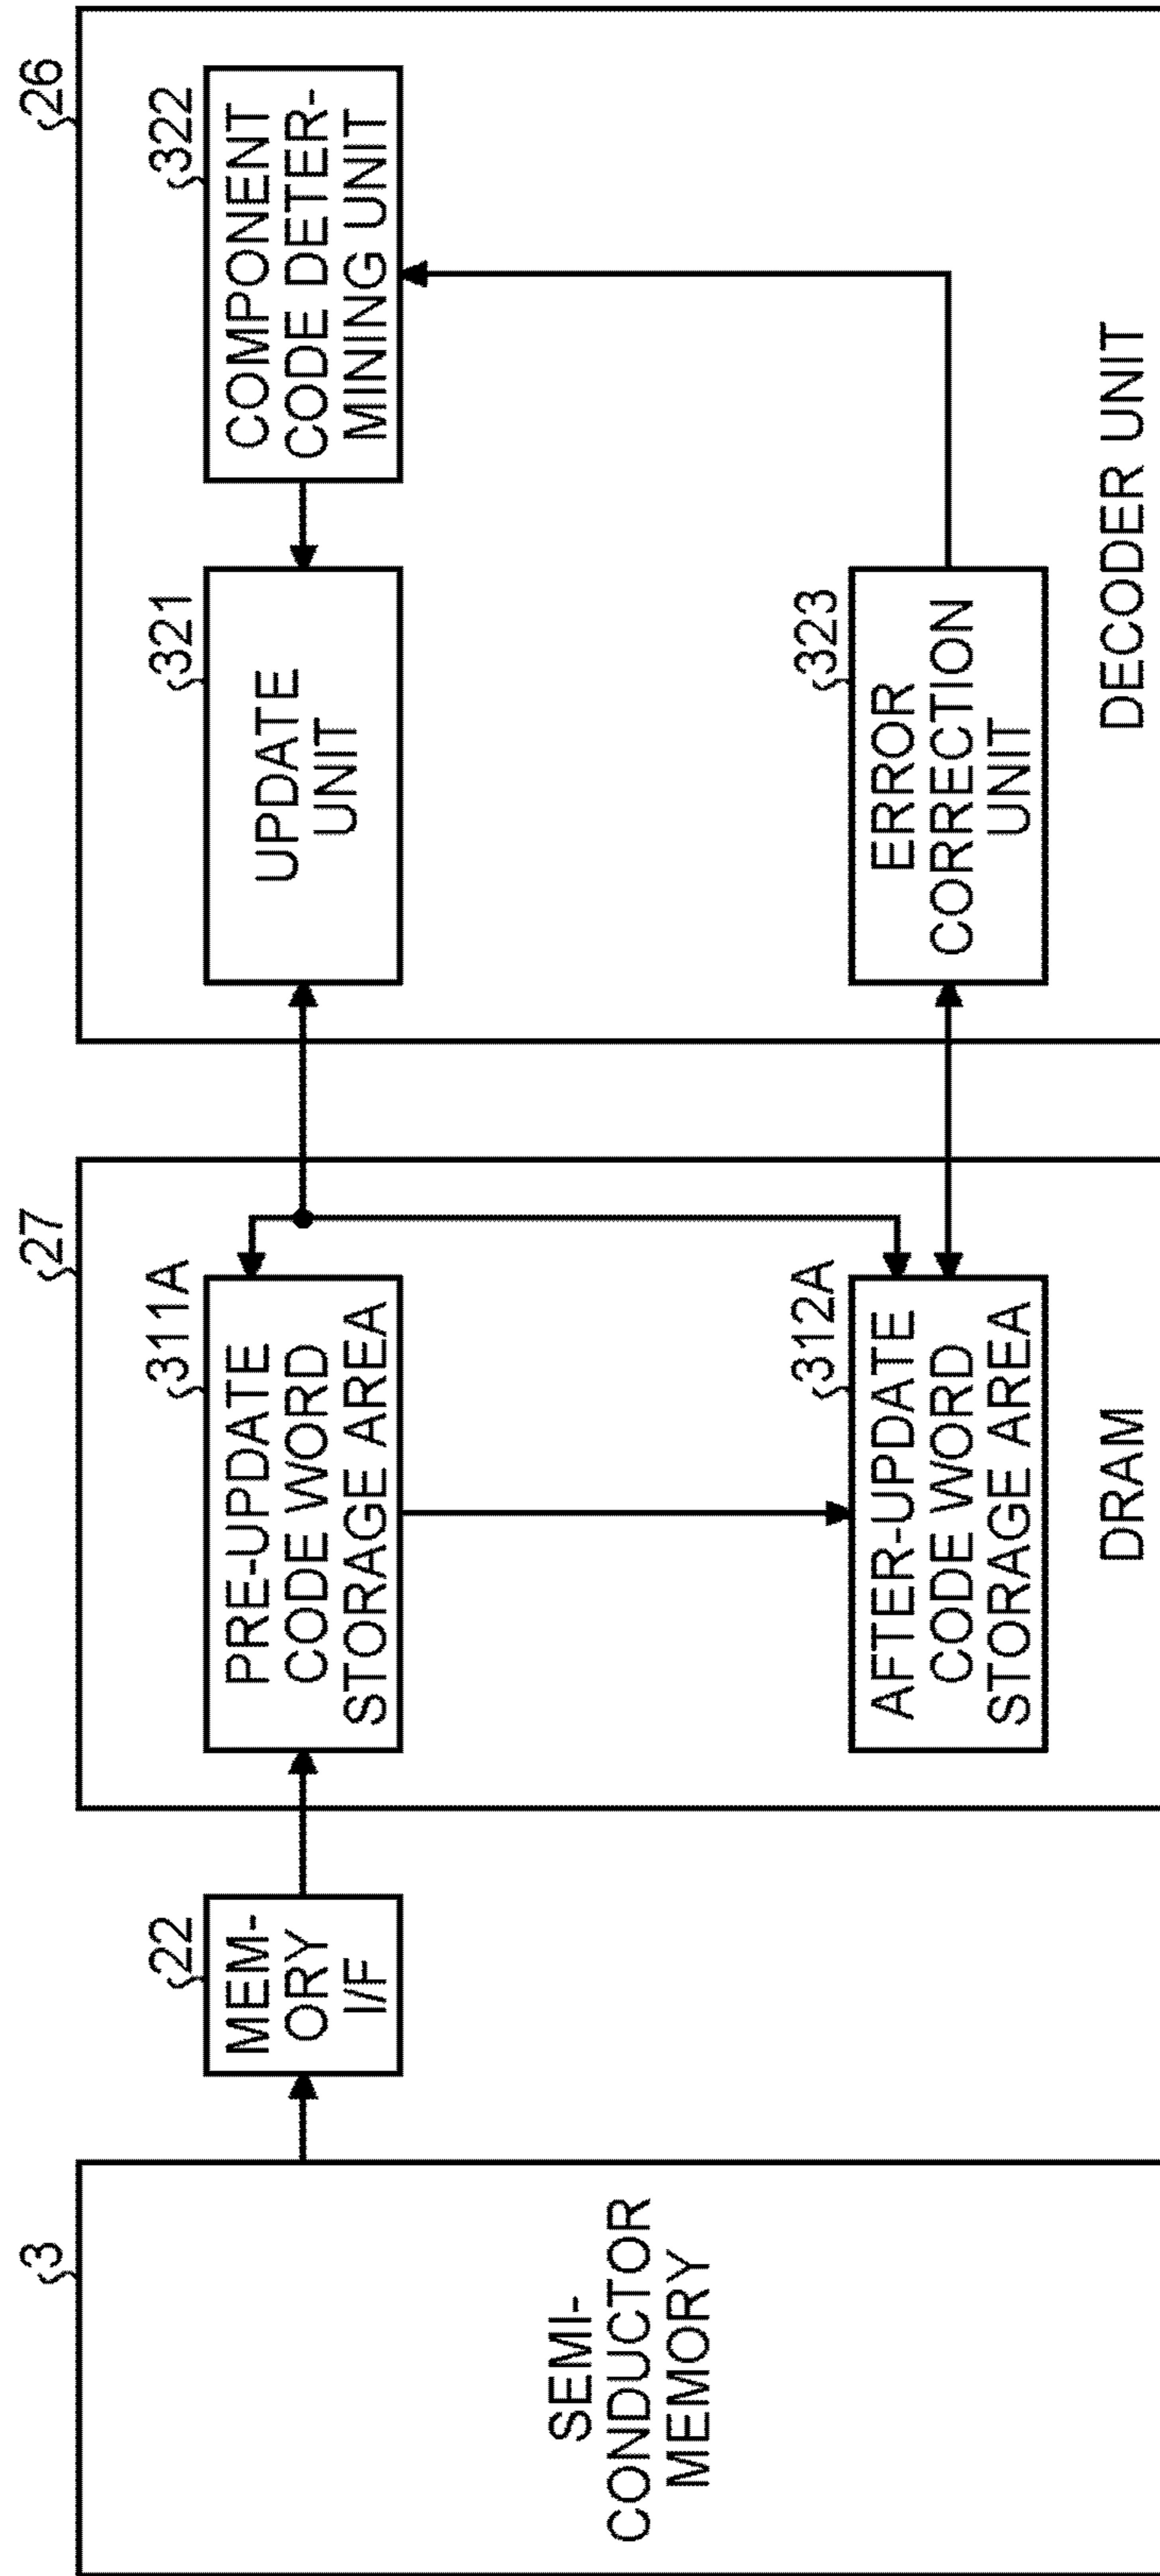 3
SEMI-
CONDUCTOR
MEMORY
22
MEM-
ORY
I/F
27
311A
PRE-UPDATE
CODE WORD
STORAGE AREA
312A
AFTER-UPDATE
CODE WORD
STORAGE AREA
DRAM
26
321
UPDATE
UNIT
322
COMPONENT
CODE DETER-
MINING UNIT
323
ERROR
CORRECTION
UNIT
DECODER UNIT